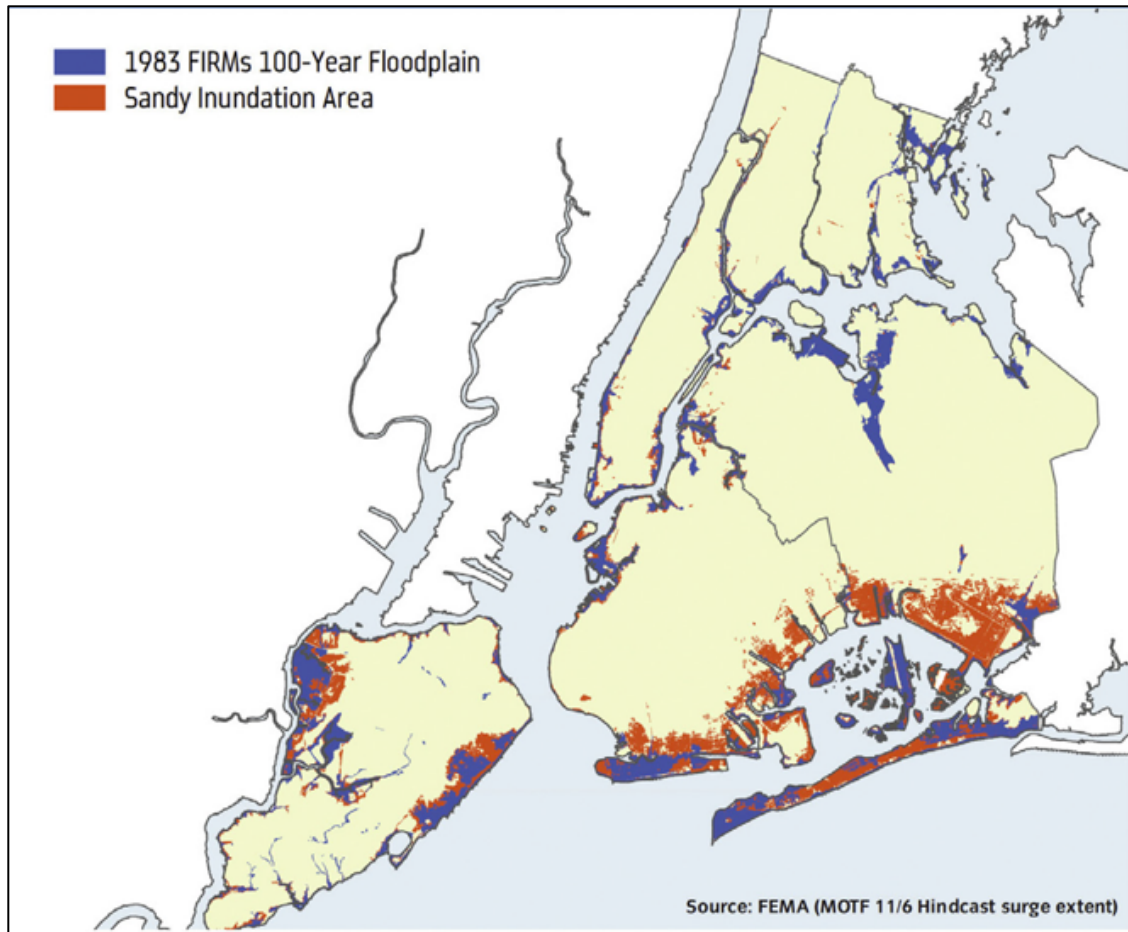 1983 FIRMs 100-Year Floodplain
Sandy Inundation Area
Source: FEMA (MOTF 11/6 Hindcast surge extent)